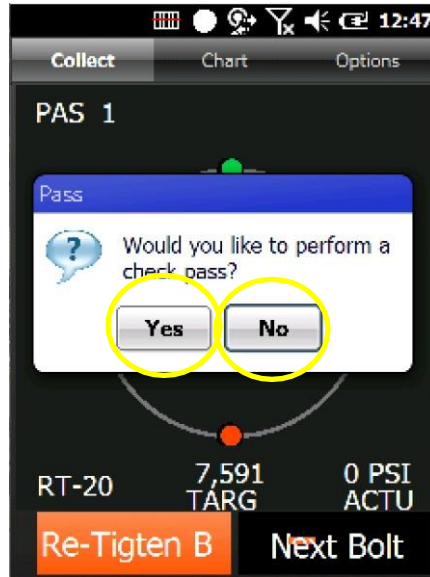 12:47
Collect Chart Options
PAS 1
Pass
?
Would you like to perform a
check pass?
Yes No
RT-20 7,591 0 PSI
TARG ACTU
Re-Tigten B Next Bolt